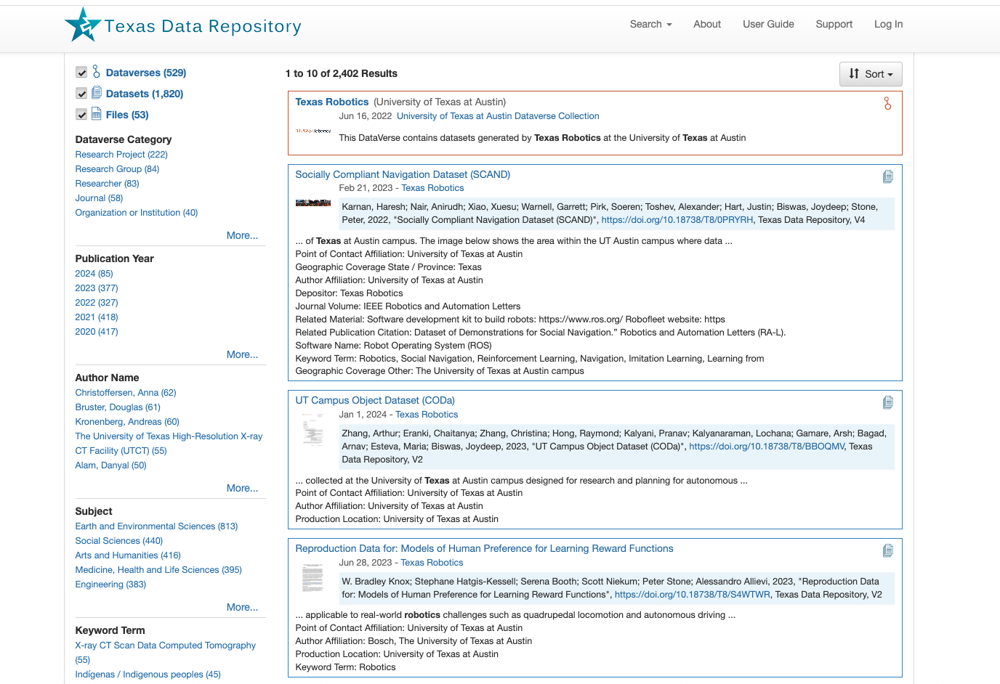 Texas Data Repository
Search
About
User Guide
Support
Log In
Dataverses (529)
Datasets (1,820)
Files (53)
Dataverse Category
Research Project (222)
Research Group (84)
Researcher (83)
Journal (58)
Organization or Institution (40)
More...
Publication Year
2024 (85)
2023 (377)
2022 (327)
2021 (418)
2020 (417)
More...
Author Name
Christoffersen, Anna (62)
Bruster, Douglas (61)
Kronenberg, Andreas (60)
The University of Texas High-Resolution X-ray
CT Facility (UTCT) (55)
Alam, Danyal (50)
More...
Subject
Earth and Environmental Sciences (813)
Social Sciences (440)
Arts and Humanities (416)
Medicine, Health and Life Sciences (395)
Engineering (383)
More...
Keyword Term
X-ray CT Scan Data Computed Tomography
(55)
Indígenas / Indigenous peoples (45)
1 to 10 of 2,402 Results
Sort
Texas Robotics (University of Texas at Austin)
Jun 16, 2022 University of Texas at Austin Dataverse Collection
TEXAS Robotics
This DataVerse contains datasets generated by Texas Robotics at the University of Texas at Austin
Socially Compliant Navigation Dataset (SCAND)
Feb 21, 2023 - Texas Robotics
Karnan, Haresh; Nair, Anirudh; Xiao, Xuesu; Warnell, Garrett; Pirk, Soeren; Toshev, Alexander; Hart, Justin; Biswas, Joydeep; Stone,
Peter, 2022, "Socially Compliant Navigation Dataset (SCAND)", https://doi.org/10.18738/T8/0PRYRH, Texas Data Repository, V4
... of Texas at Austin campus. The image below shows the area within the UT Austin campus where data ...
Point of Contact Affiliation: University of Texas at Austin
Geographic Coverage State / Province: Texas
Author Affiliation: University of Texas at Austin
Depositor: Texas Robotics
Journal Volume: IEEE Robotics and Automation Letters
Related Material: Software development kit to build robots: https://www.ros.org/ Robofleet website: https
Related Publication Citation: Dataset of Demonstrations for Social Navigation.” Robotics and Automation Letters (RA-L).
Software Name: Robot Operating System (ROS)
Keyword Term: Robotics, Social Navigation, Reinforcement Learning, Navigation, Imitation Learning, Learning from
Geographic Coverage Other: The University of Texas at Austin campus
UT Campus Object Dataset (CODa)
Jan 1, 2024 - Texas Robotics
Zhang, Arthur; Eranki, Chaitanya; Zhang, Christina; Hong, Raymond; Kalyani, Pranav; Kalyanaraman, Lochana; Gamare, Arsh; Bagad,
Arnav; Esteva, Maria; Biswas, Joydeep, 2023, "UT Campus Object Dataset (CODa)", https://doi.org/10.18738/T8/BBOQMV, Texas
Data Repository, V2
... collected at the University of Texas at Austin campus designed for research and planning for autonomous ...
Point of Contact Affiliation: University of Texas at Austin
Author Affiliation: University of Texas at Austin
Production Location: University of Texas at Austin
Reproduction Data for: Models of Human Preference for Learning Reward Functions
Jun 28, 2023 - Texas Robotics
W. Bradley Knox; Stephane Hatgis-Kessell; Serena Booth; Scott Niekum; Peter Stone; Alessandro Allievi, 2023, "Reproduction Data
for: Models of Human Preference for Learning Reward Functions", https://doi.org/10.18738/T8/S4WTWR, Texas Data Repository, V2
... applicable to real-world robotics challenges such as quadrupedal locomotion and autonomous driving ...
Point of Contact Affiliation: University of Texas at Austin
Author Affiliation: Bosch, The University of Texas at Austin
Production Location: University of Texas at Austin
Keyword Term: Robotics